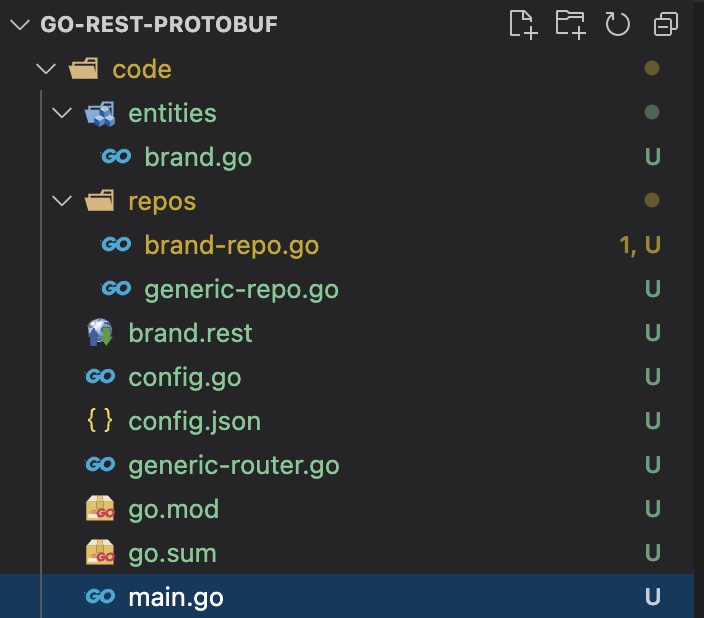 GO-REST-PROTOBUF
code
entities
GO brand.go U
repos
GO brand-repo.go 1, U
GO generic-repo.go U
brand.rest U
GO config.go U
{ } config.json U
GO generic-router.go U
GO go.mod U
GO go.sum U
GO main.go U